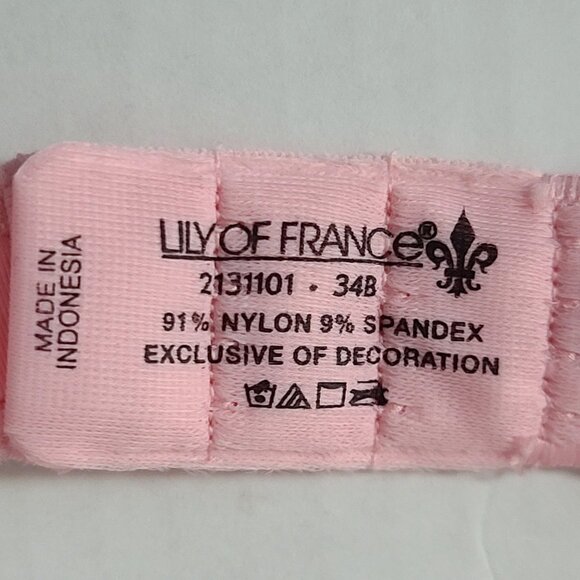 MADE IN
INDONESIA
LILY OF FRANCE®
2131101 • 34B
91% NYLON 9% SPANDEX
EXCLUSIVE OF DECORATION